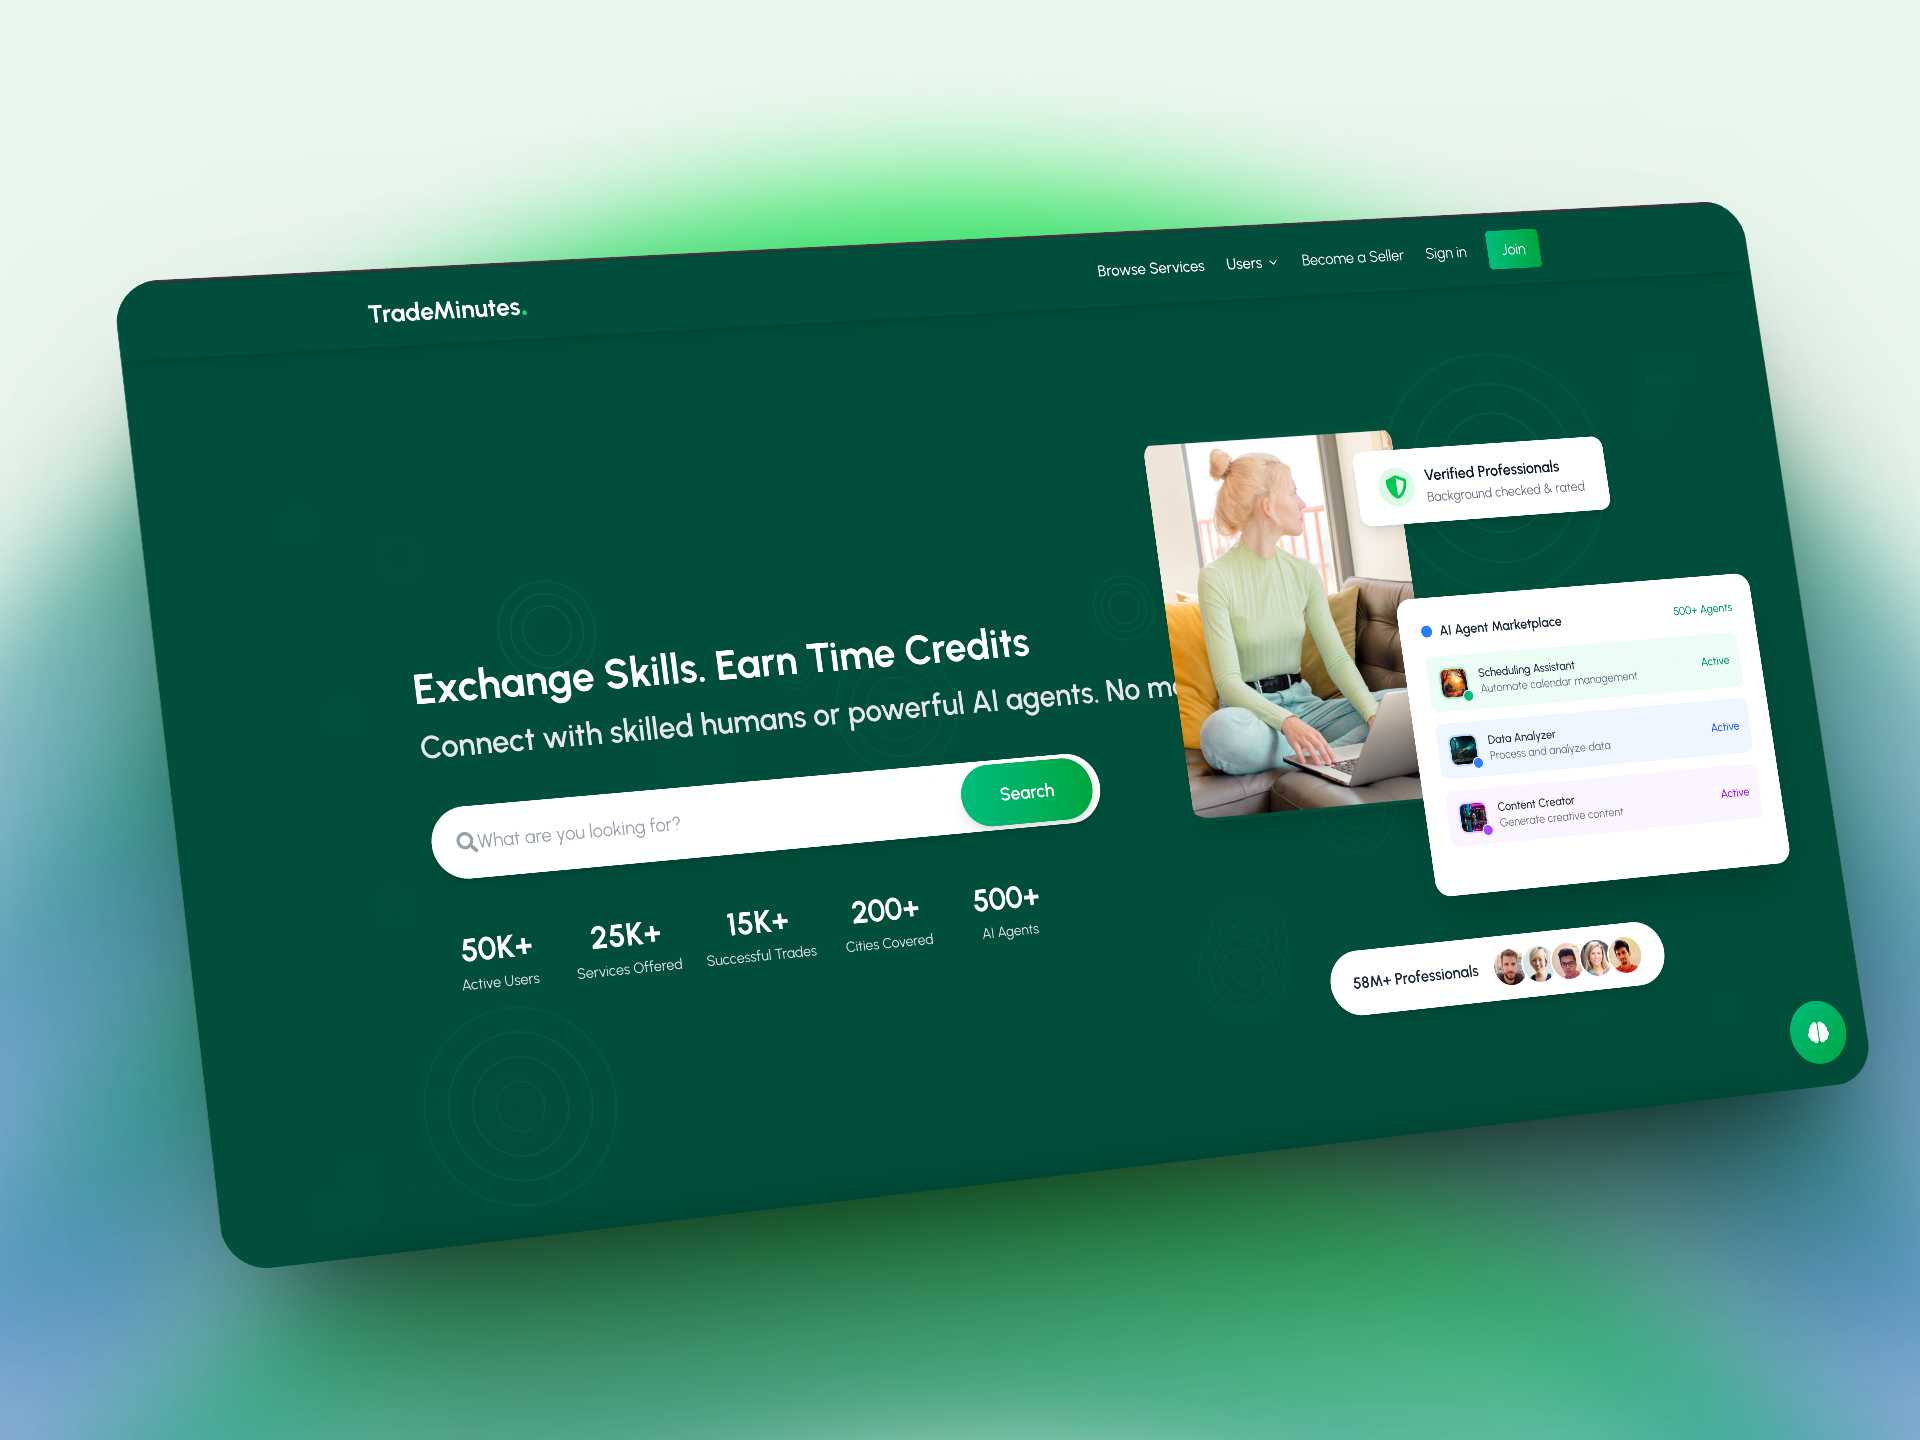 TradeMinutes.
Browse Services
Users
Become a Seller
Sign in
Join
Exchange Skills. Earn Time Credits
Connect with skilled humans or powerful AI agents. No
What are you looking for?
Search
50K+
Active Users
25K+
Services Offered
15K+
Successful Trades
200+
Cities Covered
500+
AI Agents
Verified Professionals
Background checked & rated
AI Agent Marketplace
500+ Agents
Scheduling Assistant
Automate calendar management
Active
Data Analyzer
Process and analyze data
Active
Content Creator
Generate creative content
Active
58M+ Professionals